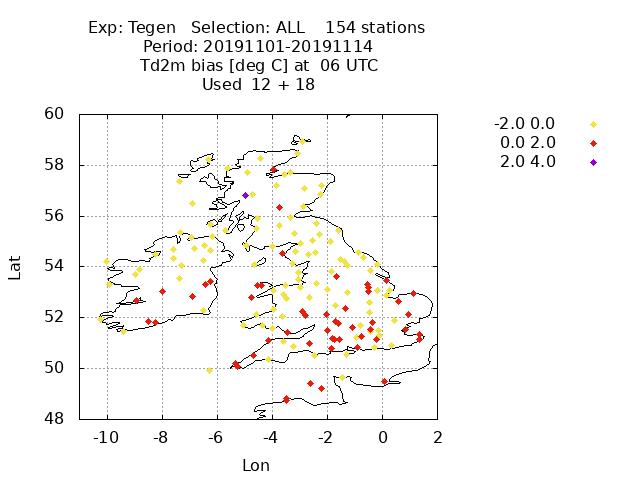 Exp: Tegen Selection: ALL 154 stations
Period: 20191101-20191114
Td2m bias [deg C] at 06 UTC
Used 12 + 18
-2.0 0.0
0.0 2.0
2.0 4.0
60
58
56
54
52
50
48
Lat
-10 -8 -6 -4 -2 0 2
Lon